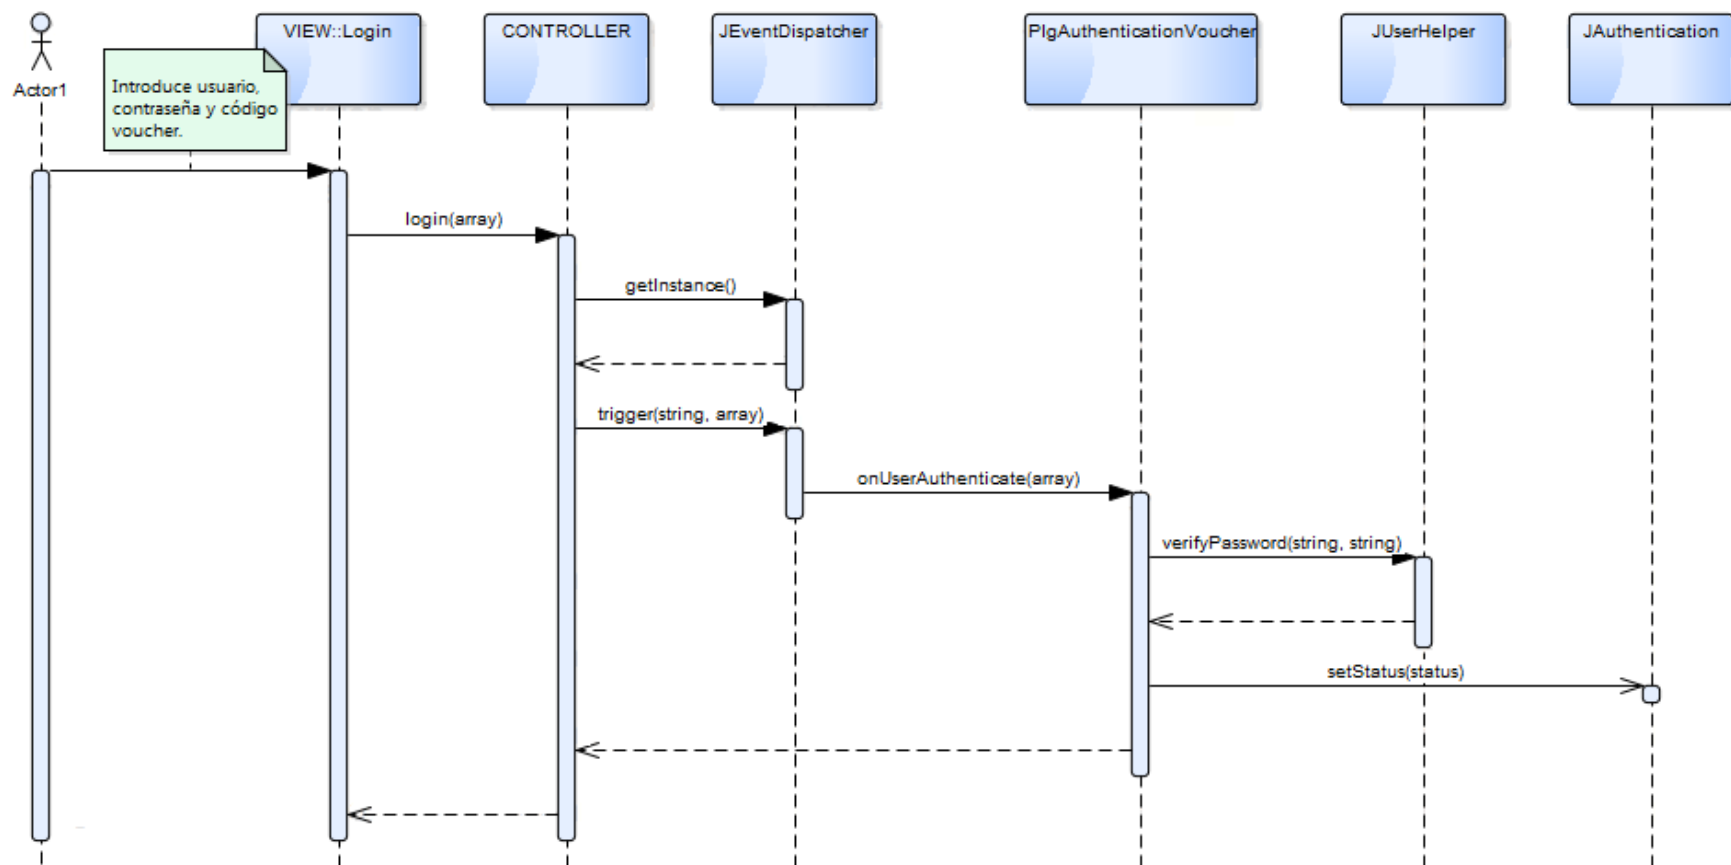 VIEW::Login
CONTROLLER
JEventDispatcher
PlgAuthenticationVoucher
JUserHelper
JAuthentication
Actor1
Introduce usuario,
contraseña y código
voucher.
login(array)
getInstance()
trigger(string, array)
onUserAuthenticate(array)
verifyPassword(string, string)
setStatus(status)